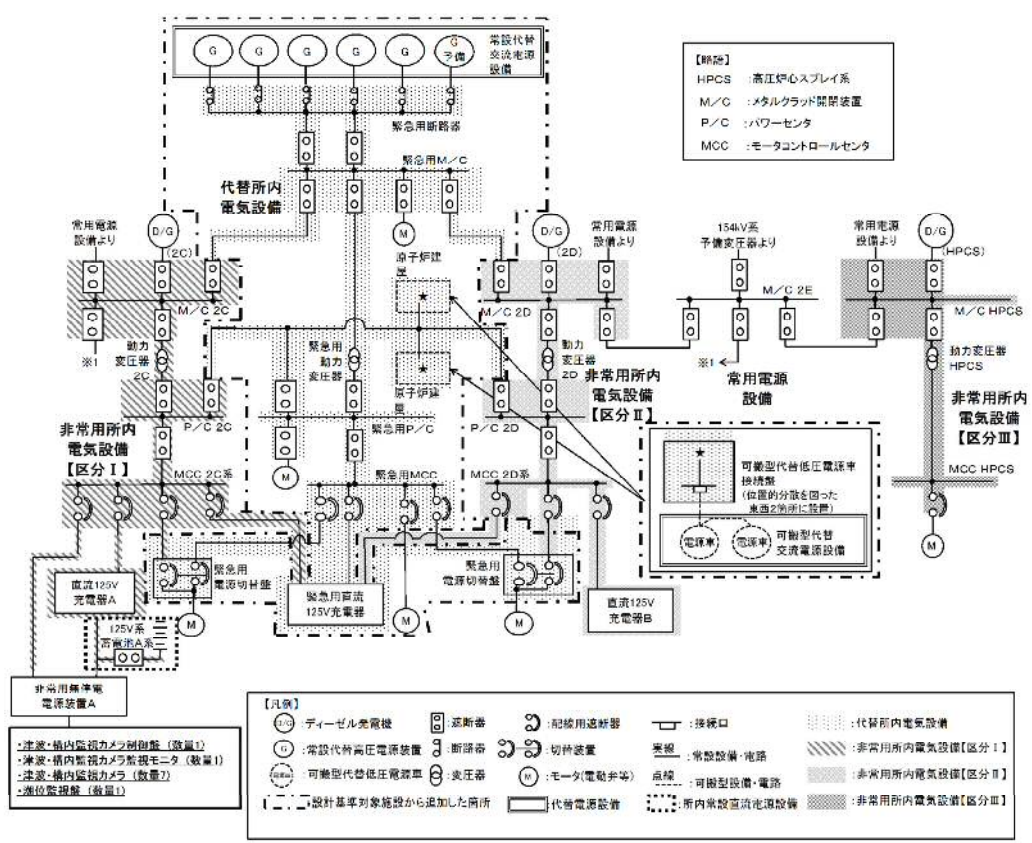 G
G
G
G
G
G
予備
常設代替
交流電源
設備
緊急用断路器
緊急用M/C
代替所内
電気設備
【略語】
HPCS :高圧炉心スプレイ系
M/C :メタルクラッド開閉装置
P/C :パワーセンタ
MCC :モータコントロールセンタ
常用電源
設備より
D/G
(2C)
M
原子炉建
屋
★
D/G
(2D)
常用電源
設備より
154kV系
予備変圧器より
常用電源
設備より
D/G
(HPCS)
M/C 2C
M/C 2D
M/C 2E
M/C HPCS
※1
動力
変圧器
2C
緊急用
動力
変圧器
★
原子炉建
屋
動力
変圧器
2D
非常用所内
電気設備
【区分Ⅱ】
※1
常用電源
設備
動力変圧器
HPCS
非常用所内
電気設備
【区分Ⅲ】
P/C 2C
緊急用P/C
P/C 2D
非常用所内
電気設備
【区分Ⅰ】
M
MCC 2C系
緊急用MCC
MCC 2D系
MCC HPCS
M
★
可搬型代替低圧電源車
接続盤
(位置的分散を図った
東西2箇所に設置)
電源車
電源車
可搬型代替
交流電源設備
緊急用
電源切替盤
緊急用
電源切替盤
直流125V
充電器A
M
緊急用直流
125V充電器
M
M
直流125V
充電器B
125V系
蓄電池A系
非常用無停電
電源装置A
・津波・構内監視カメラ制御盤 (数量1)
・津波・構内監視カメラ監視モニタ (数量1)
・津波・構内監視カメラ (数量7)
・潮位監視盤 (数量1)
【凡例】
D/G :ディーゼル発電機
:遮断器
:配線用遮断器
:接続口
:代替所内電気設備
G :常設代替高圧電源装置
:断路器
:切替装置
実線 :常設設備・電路
:非常用所内電気設備【区分Ⅰ】
:可搬型代替低圧電源車
:変圧器
M :モータ(電動弁等)
点線 :可搬型設備・電路
:非常用所内電気設備【区分Ⅱ】
:設計基準対象施設から追加した箇所
:代替電源設備
:所内常設直流電源設備
:非常用所内電気設備【区分Ⅲ】